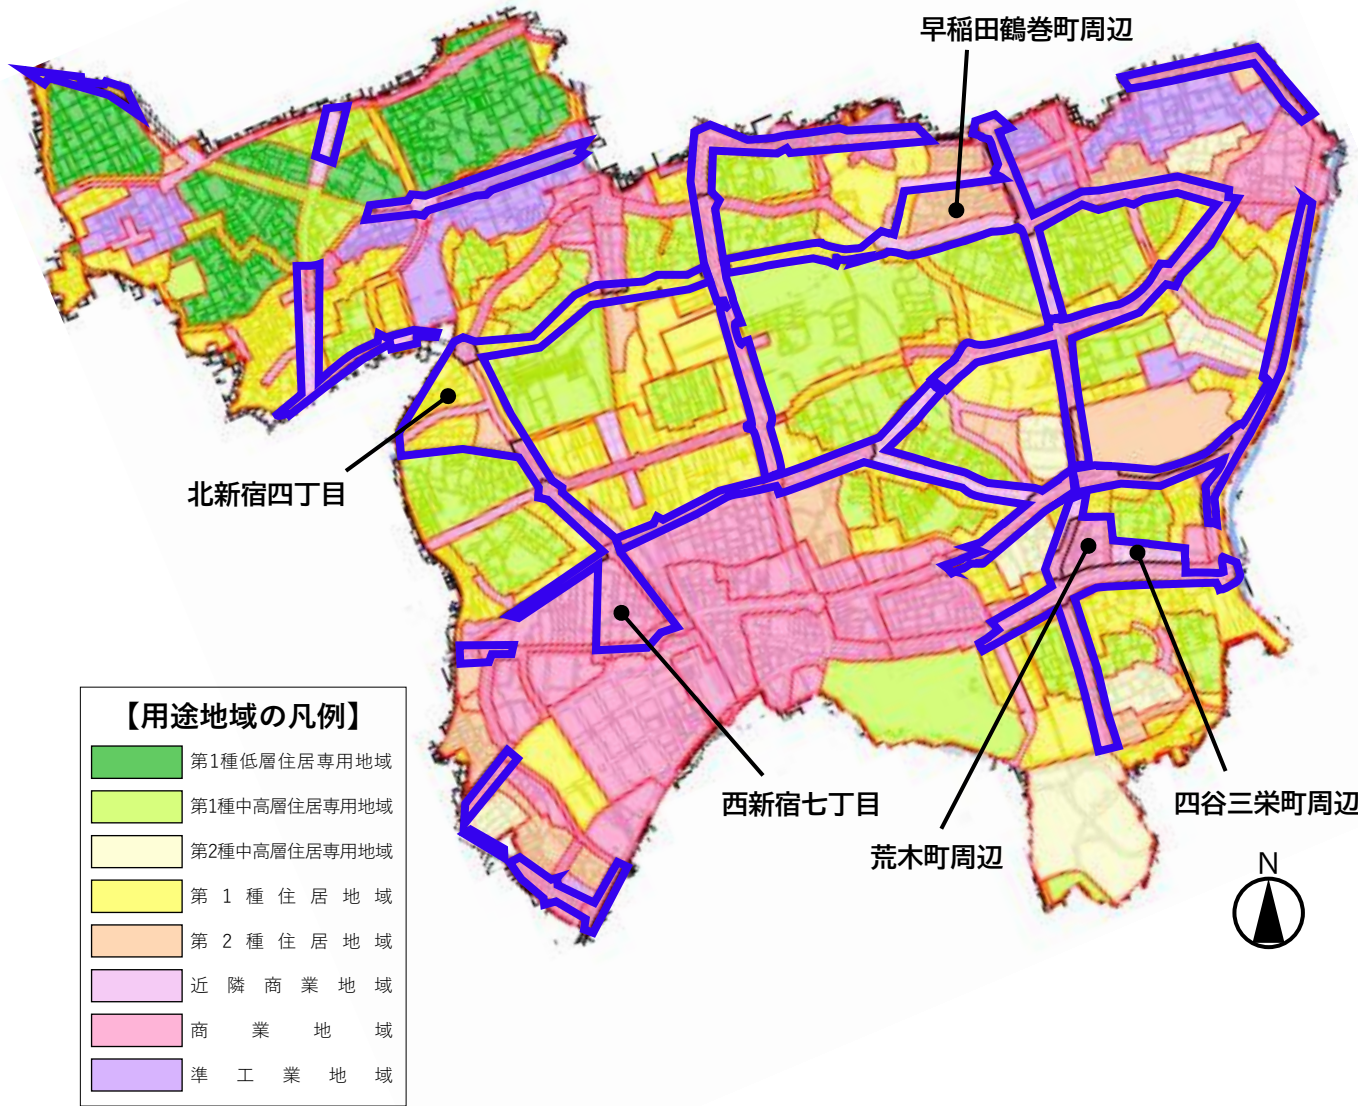 早稲田鶴巻町周辺
北新宿四丁目
西新宿七丁目
四谷三栄町周辺
荒木町周辺
N
【用途地域の凡例】
第1種低層住居専用地域
第1種中高層住居専用地域
第2種中高層住居専用地域
第1種住居地域
第2種住居地域
近隣商業地域
商業地域
準工業地域